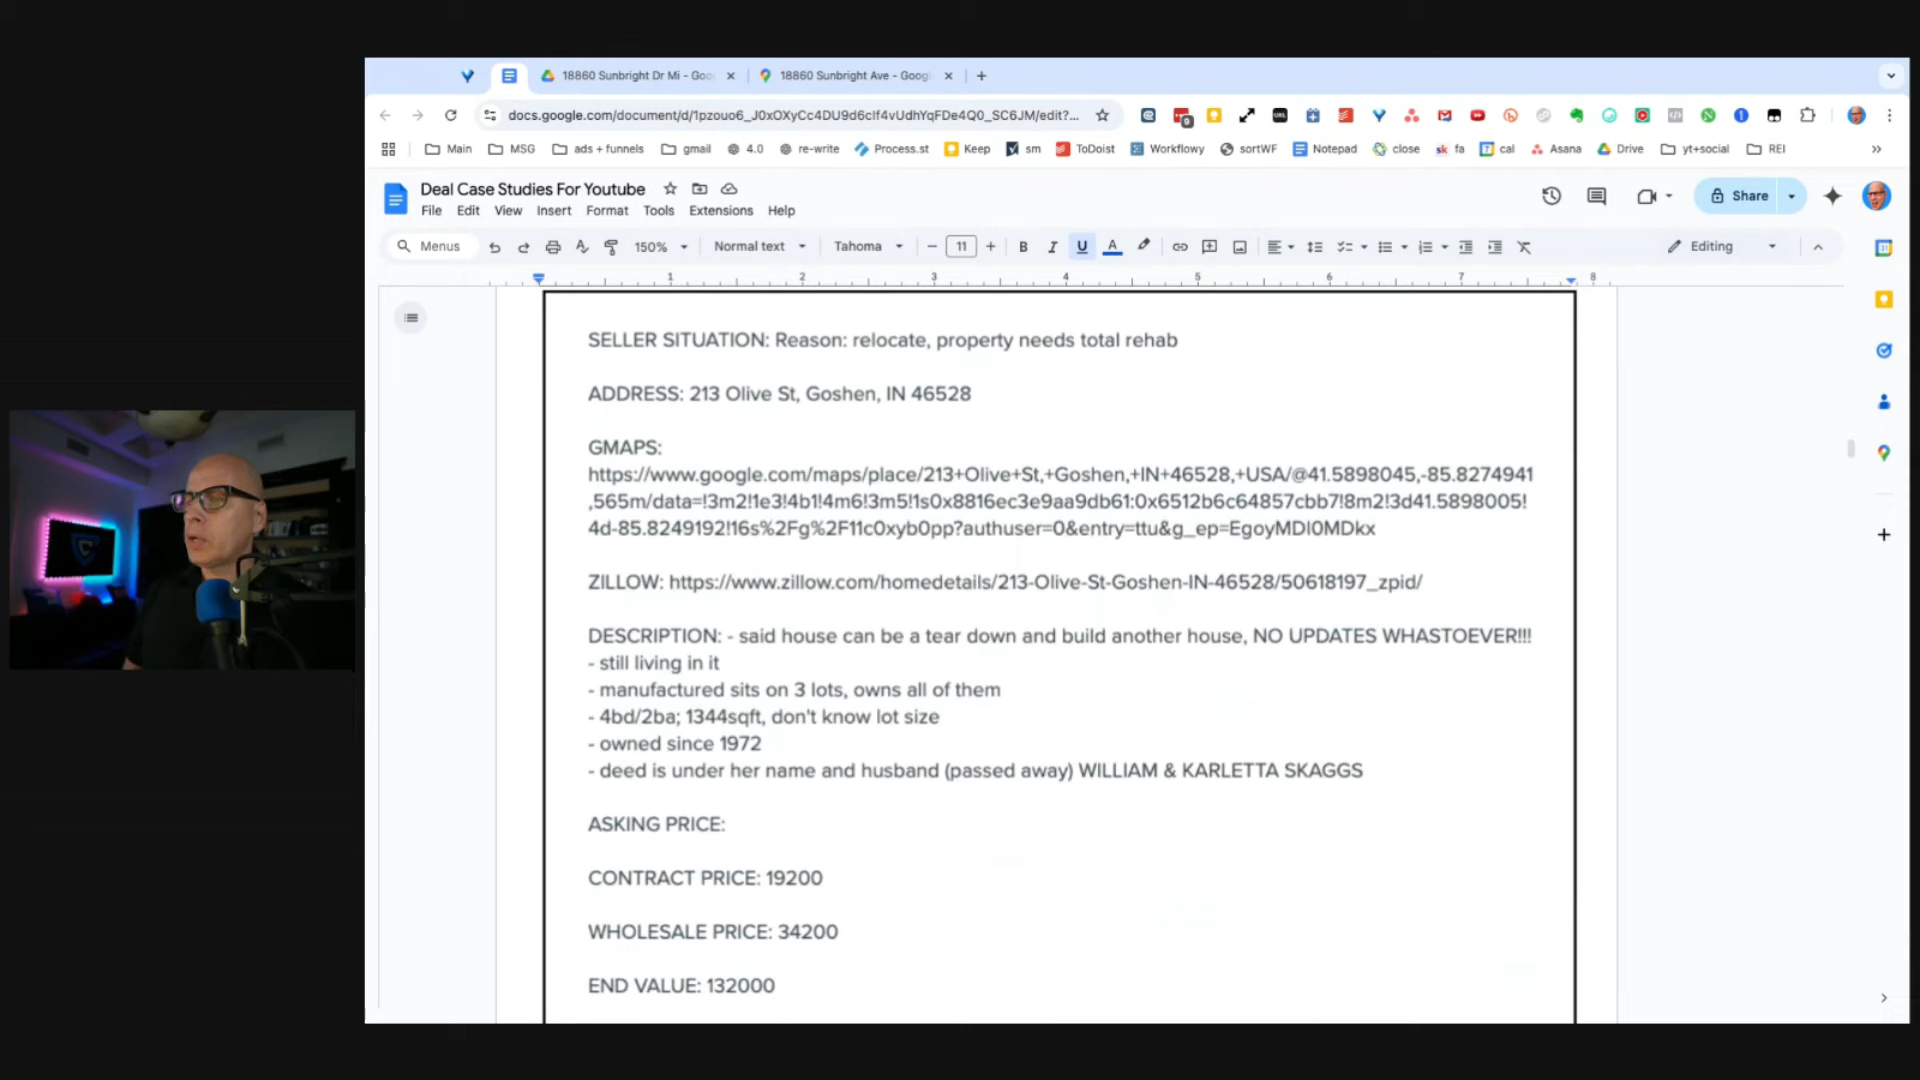 18860 Sunbright Dr Mi - Goo
18860 Sunbright Ave - Googl
docs.google.com/document/d/1pzouo6_J0xOXyCc4DU9d6clf4vUdhYqFDe4Q0_SC6JM/edit?...
Main MSG ads + funnels gmail 4.0 re-write Process.st Keep sm ToDoist Workflowy sortWF Notepad close fa cal Asana Drive yt+social REI
Deal Case Studies For Youtube
File Edit View Insert Format Tools Extensions Help
Share
Menus 150% Normal text Tahoma 11 B I U A Editing
1 2 3 4 5 6 7 8
SELLER SITUATION: Reason: relocate, property needs total rehab
ADDRESS: 213 Olive St, Goshen, IN 46528
GMAPS:
https://www.google.com/maps/place/213+Olive+St,+Goshen,+IN+46528,+USA/@41.5898045,-85.8274941
,565m/data=!3m2!1e3!4b1!4m6!3m5!1s0x8816ec3e9aa9db61:0x6512b6c64857cbb7!8m2!3d41.5898005!
4d-85.8249192!16s%2Fg%2F11c0xyb0pp?authuser=0&entry=ttu&g_ep=EgoyMDI0MDkx
ZILLOW: https://www.zillow.com/homedetails/213-Olive-St-Goshen-IN-46528/50618197_zpid/
DESCRIPTION: - said house can be a tear down and build another house, NO UPDATES WHASTOEVER!!!
- still living in it
- manufactured sits on 3 lots, owns all of them
- 4bd/2ba; 1344sqft, don't know lot size
- owned since 1972
- deed is under her name and husband (passed away) WILLIAM & KARLETTA SKAGGS
ASKING PRICE:
CONTRACT PRICE: 19200
WHOLESALE PRICE: 34200
END VALUE: 132000